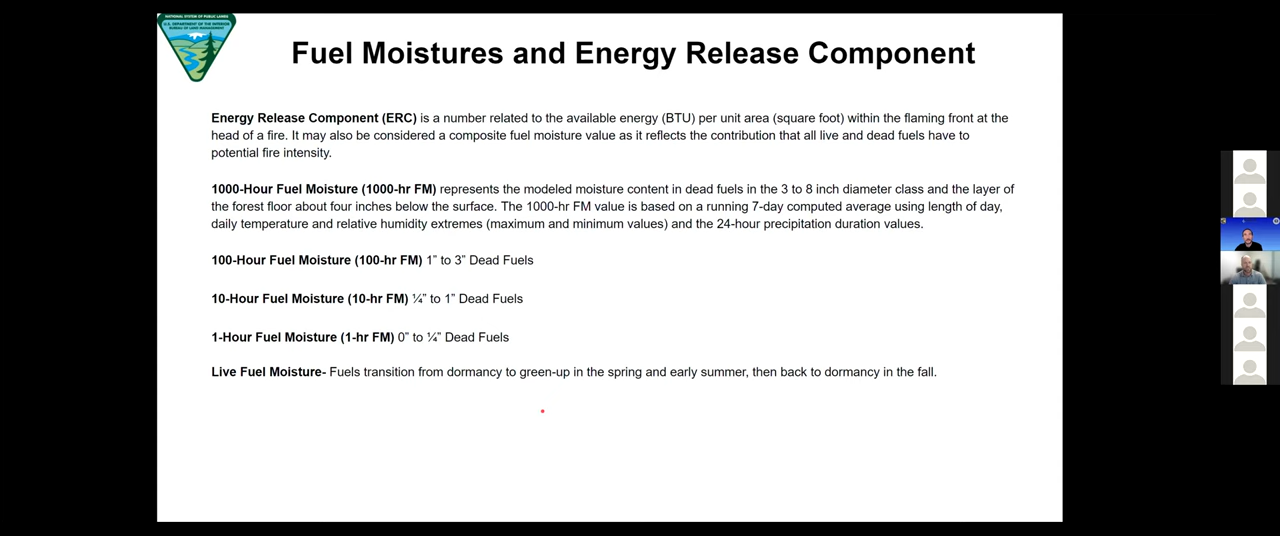 NATIONAL SYSTEM OF PUBLIC LANDS
U.S. DEPARTMENT OF THE INTERIOR
BUREAU OF LAND MANAGEMENT
Fuel Moistures and Energy Release Component
Energy Release Component (ERC) is a number related to the available energy (BTU) per unit area (square foot) within the flaming front at the
head of a fire. It may also be considered a composite fuel moisture value as it reflects the contribution that all live and dead fuels have to
potential fire intensity.
1000-Hour Fuel Moisture (1000-hr FM) represents the modeled moisture content in dead fuels in the 3 to 8 inch diameter class and the layer of
the forest floor about four inches below the surface. The 1000-hr FM value is based on a running 7-day computed average using length of day,
daily temperature and relative humidity extremes (maximum and minimum values) and the 24-hour precipitation duration values.
100-Hour Fuel Moisture (100-hr FM) 1” to 3” Dead Fuels
10-Hour Fuel Moisture (10-hr FM) ¼” to 1” Dead Fuels
1-Hour Fuel Moisture (1-hr FM) 0” to ¼” Dead Fuels
Live Fuel Moisture- Fuels transition from dormancy to green-up in the spring and early summer, then back to dormancy in the fall.